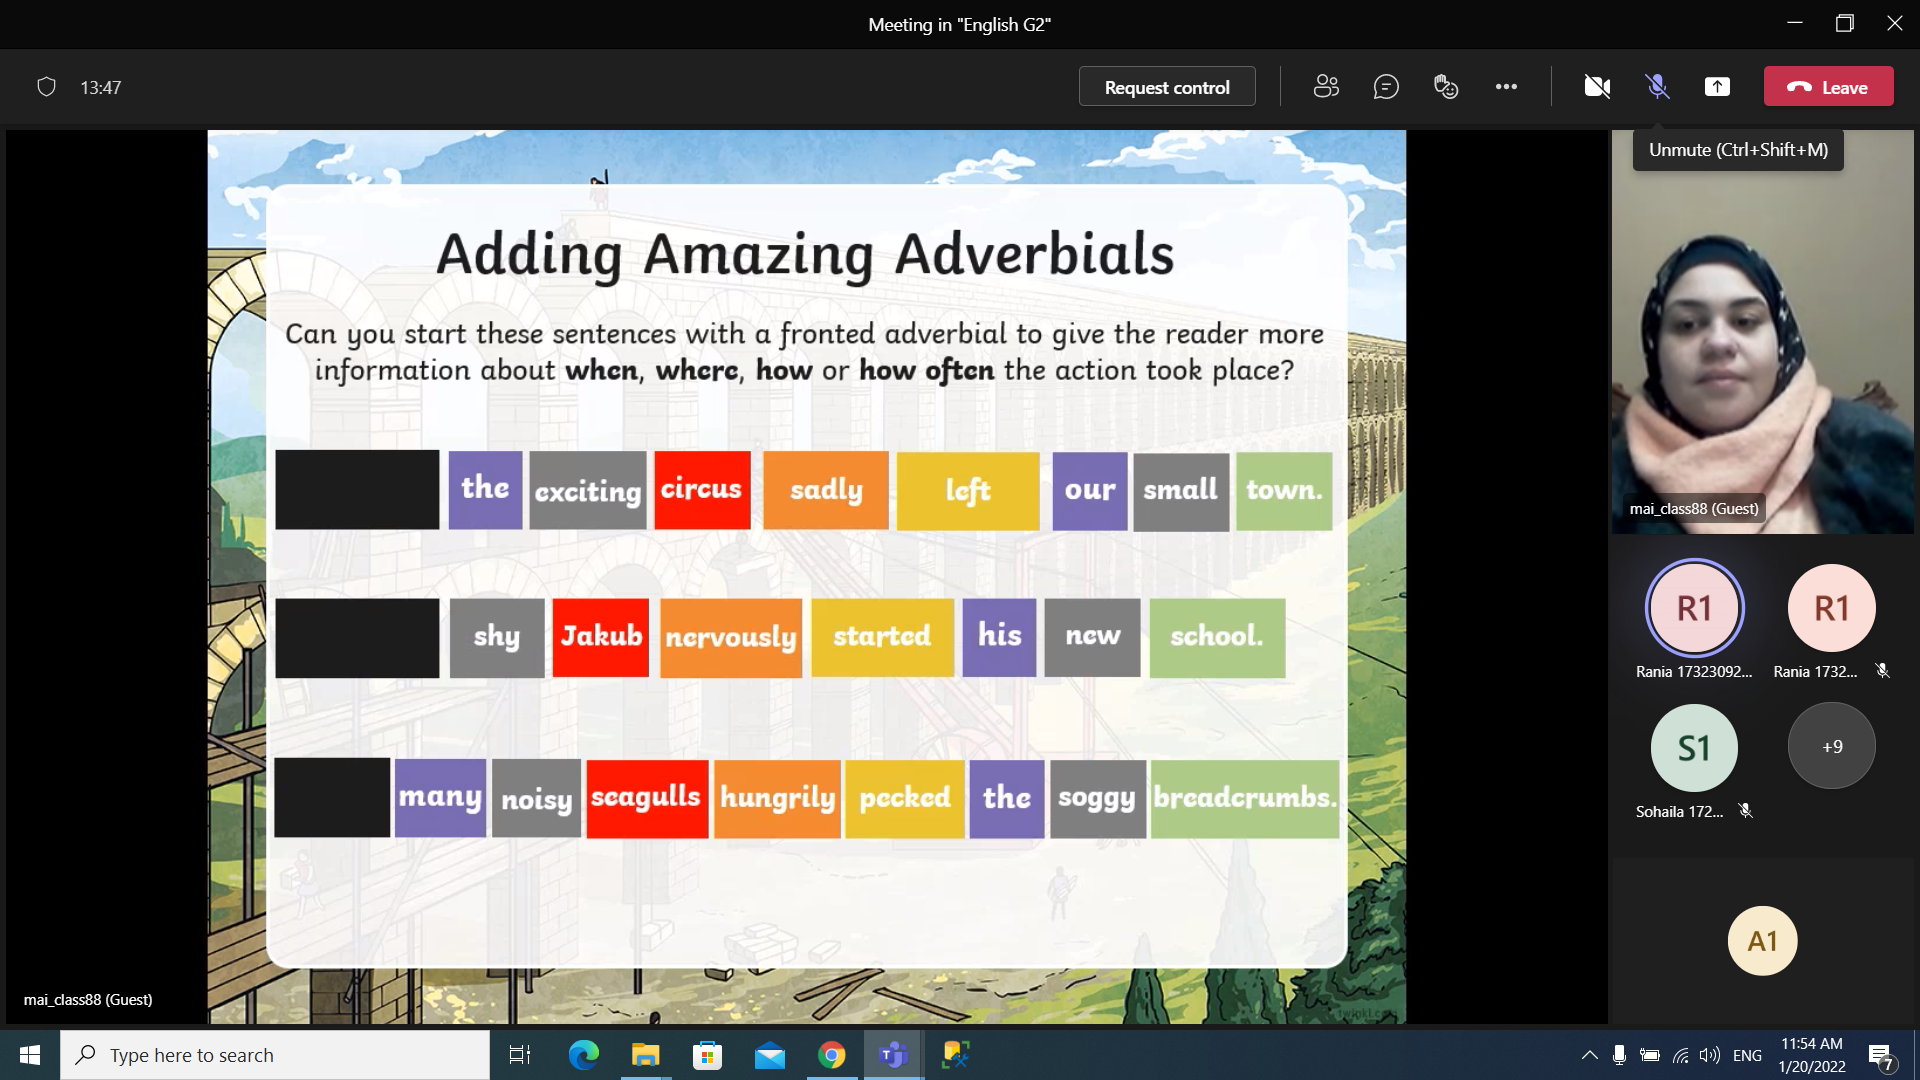 Meeting in "English G2"
13:47
Request control
Leave
Unmute (Ctrl+Shift+M)
Adding Amazing Adverbials
Can you start these sentences with a fronted adverbial to give the reader more
information about when, where, how or how often the action took place?
the exciting circus sadly left our small town.
shy Jakub nervously started his new school.
many noisy seagulls hungrily pecked the soggy breadcrumbs.
mai_class88 (Guest)
mai_class88 (Guest)
R1 R1
Rania 17323092... Rania 1732...
S1 +9
Sohaila 172...
A1
Type here to search
ENG
11:54 AM
1/20/2022
7